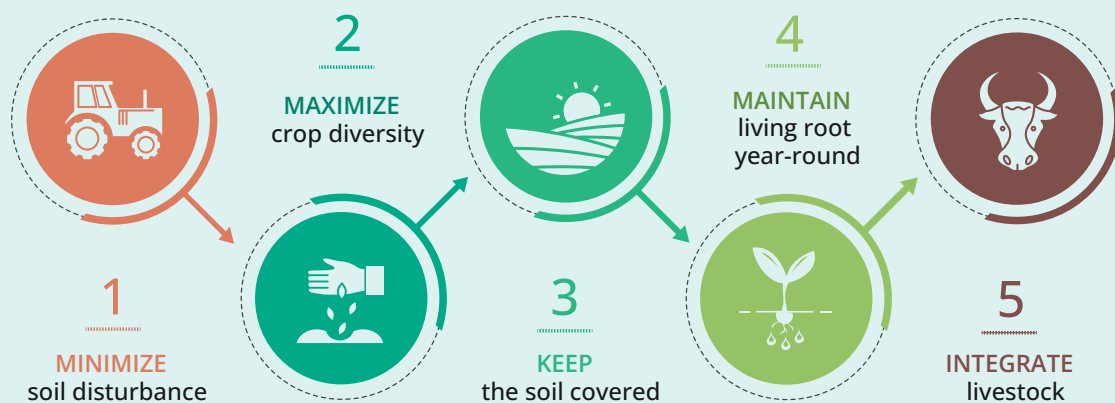 1
MINIMIZE
soil disturbance
2
MAXIMIZE
crop diversity
3
KEEP
the soil covered
4
MAINTAIN
living root
year-round
5
INTEGRATE
livestock